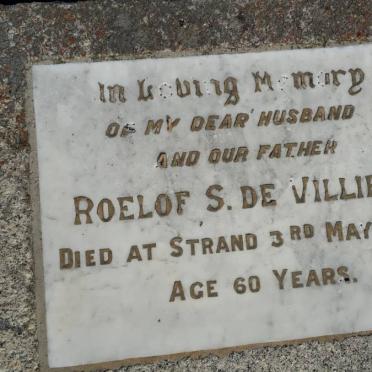 In Loving Memory
OF MY DEAR HUSBAND
AND OUR FATHER
ROELOF S. DE VILLIE
DIED AT STRAND 3RD MAY
AGE 60 YEARS.